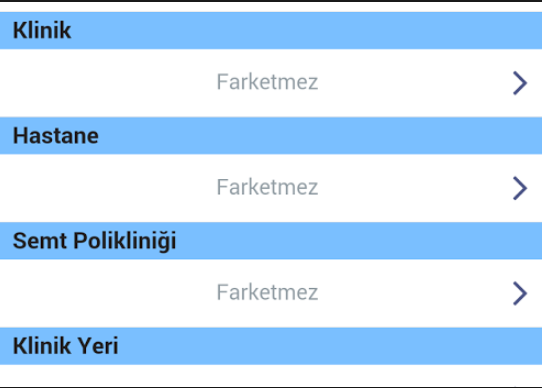 Klinik
Farketmez
Hastane
Farketmez
Semt Polikliniği
Farketmez
Klinik Yeri